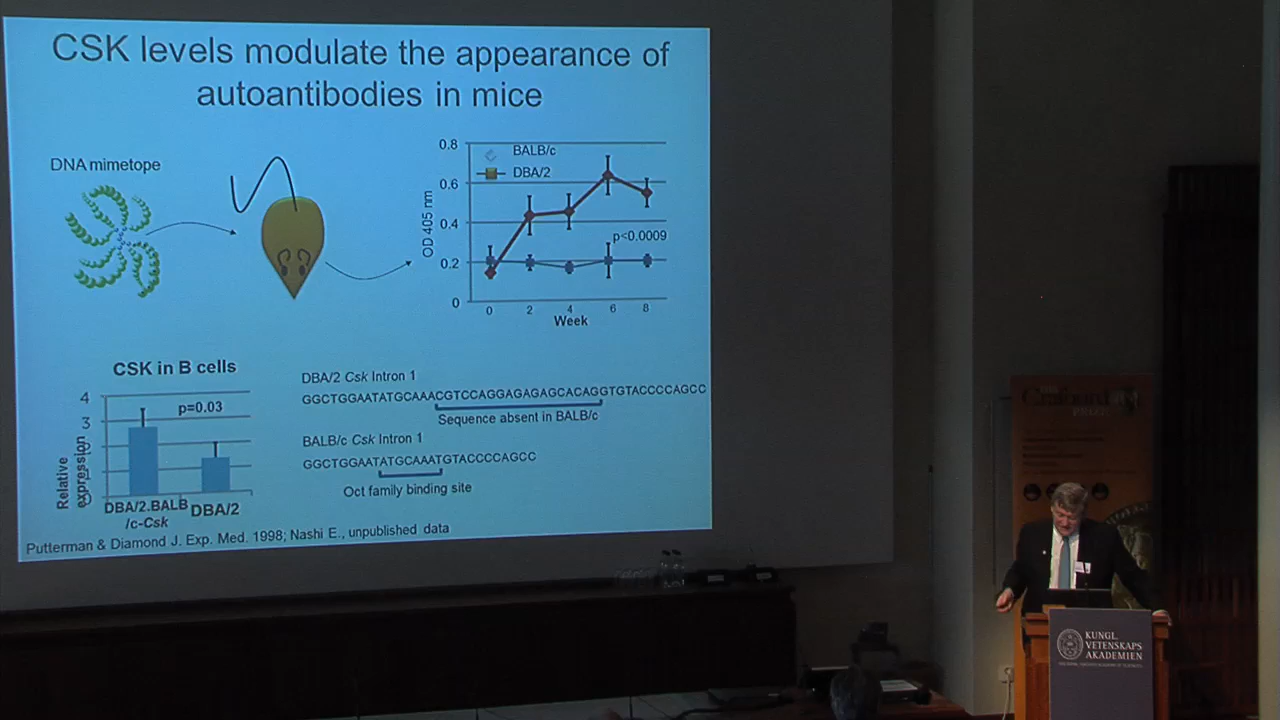 CSK levels modulate the appearance of
autoantibodies in mice
DNA mimetope
0.8
0.6
0.4
0.2
0
OD 405 nm
BALB/c
DBA/2
p<0.0009
0 2 4 6 8
Week
CSK in B cells
4
3
p=0.03
Relative
expression
DBA/2.BALB
/c-Csk
DBA/2
DBA/2 Csk Intron 1
GGCTGGAATATGCAAACGTCCAGGAGAGAGCACAGGTGTACCCCAGCC
Sequence absent in BALB/c
BALB/c Csk Intron 1
GGCTGGAATATGCAAATGTACCCCAGCC
Oct family binding site
Putterman & Diamond J. Exp. Med. 1998; Nashi E., unpublished data
THE
KUNGL.
VETENSKAPS
AKADEMIEN